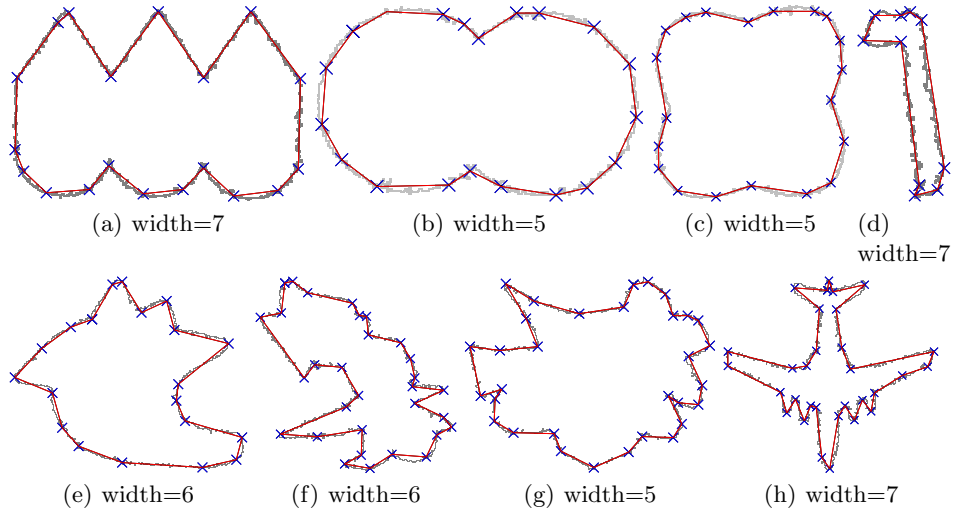 (a) width=7
(b) width=5
(c) width=5
(d)
width=7
(e) width=6
(f) width=6
(g) width=5
(h) width=7